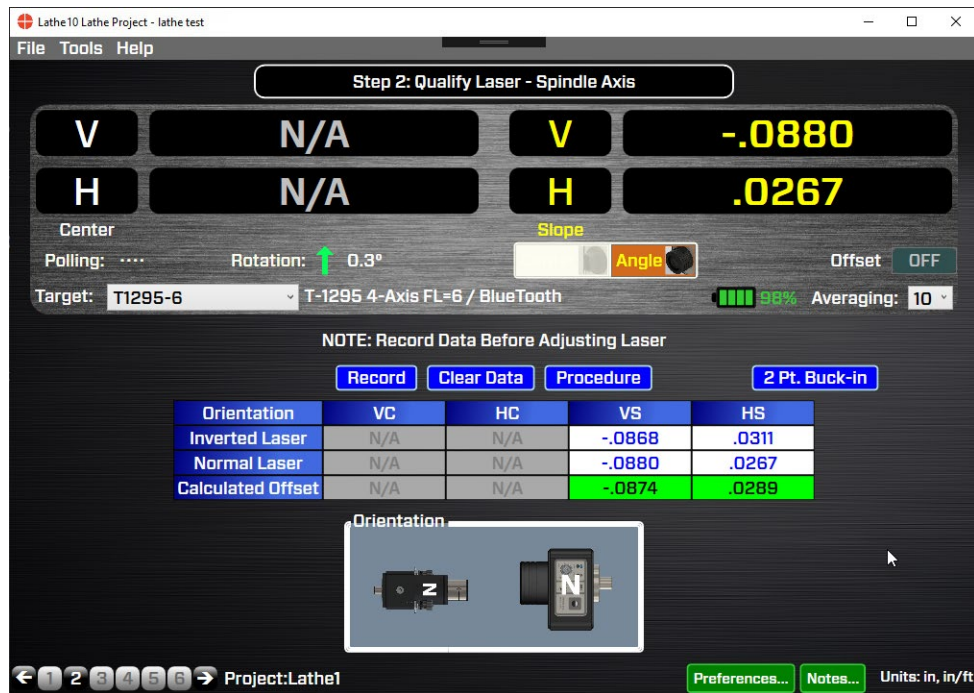 Lathe10 Lathe Project - lathe test
File Tools Help
Step 2: Qualify Laser - Spindle Axis
V N/A V -.0880
H N/A H .0267
Center Slope
Polling: .... Rotation: 0.3° Angle Offset OFF
Target: T1295-6 T-1295 4-Axis FL=6 / BlueTooth 98% Averaging: 10
NOTE: Record Data Before Adjusting Laser
Record Clear Data Procedure 2 Pt. Buck-in
Orientation VC HC VS HS
Inverted Laser N/A N/A -.0868 .0311
Normal Laser N/A N/A -.0880 .0267
Calculated Offset N/A N/A -.0874 .0289
Orientation
N N
1 2 3 4 5 6 Project:Lathe1 Preferences... Notes... Units: in, in/ft